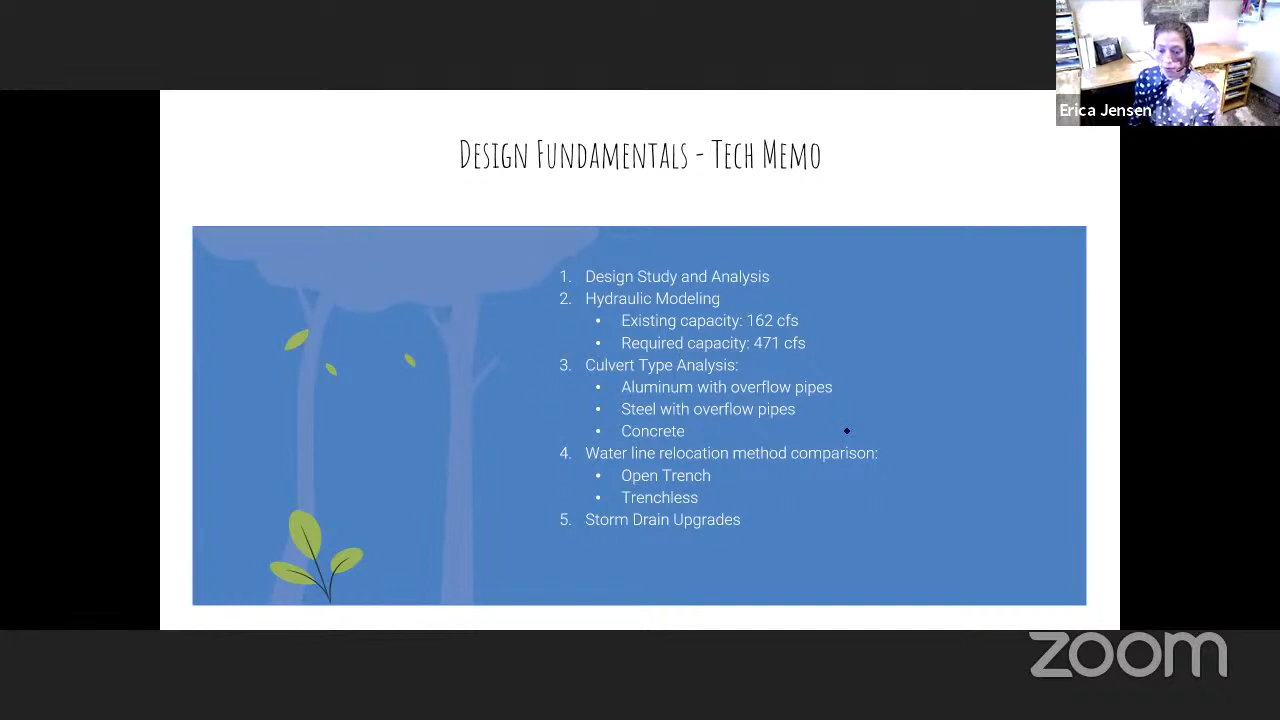 Erica Jensen
Design Fundamentals - Tech Memo
1. Design Study and Analysis
2. Hydraulic Modeling
• Existing capacity: 162 cfs
• Required capacity: 471 cfs
3. Culvert Type Analysis:
• Aluminum with overflow pipes
• Steel with overflow pipes
• Concrete
4. Water line relocation method comparison:
• Open Trench
• Trenchless
5. Storm Drain Upgrades
zoom